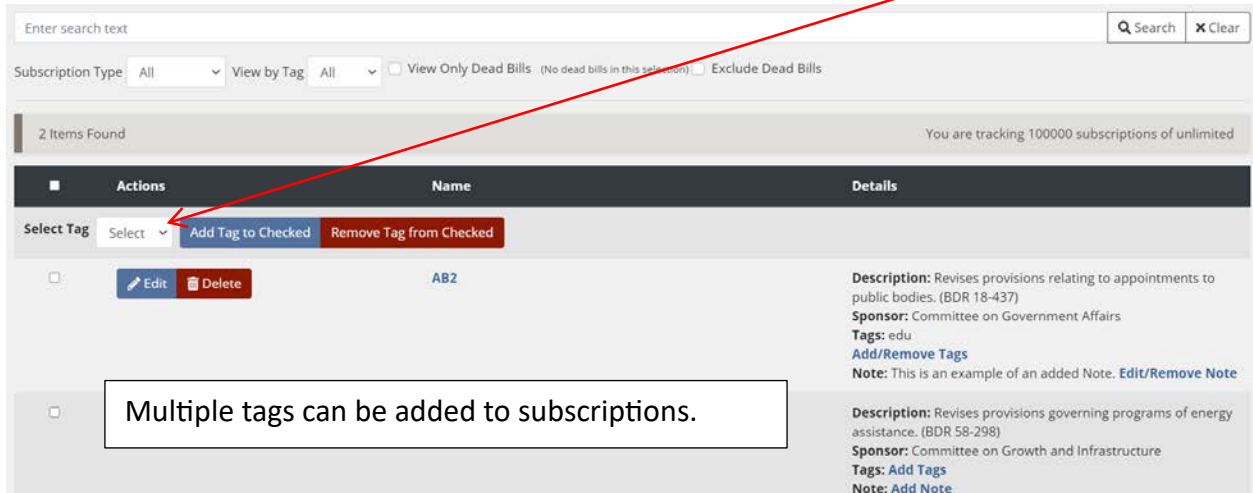 Enter search text
Search
Clear
Subscription Type All View by Tag All View Only Dead Bills (No dead bills in this selection) Exclude Dead Bills
2 Items Found
You are tracking 100000 subscriptions of unlimited
Actions Name Details
Select Tag Select Add Tag to Checked Remove Tag from Checked
Edit Delete AB2
Description: Revises provisions relating to appointments to
public bodies. (BDR 18-437)
Sponsor: Committee on Government Affairs
Tags: edu
Add/Remove Tags
Note: This is an example of an added Note. Edit/Remove Note
Multiple tags can be added to subscriptions.
Description: Revises provisions governing programs of energy
assistance. (BDR 58-298)
Sponsor: Committee on Growth and Infrastructure
Tags: Add Tags
Note: Add Note